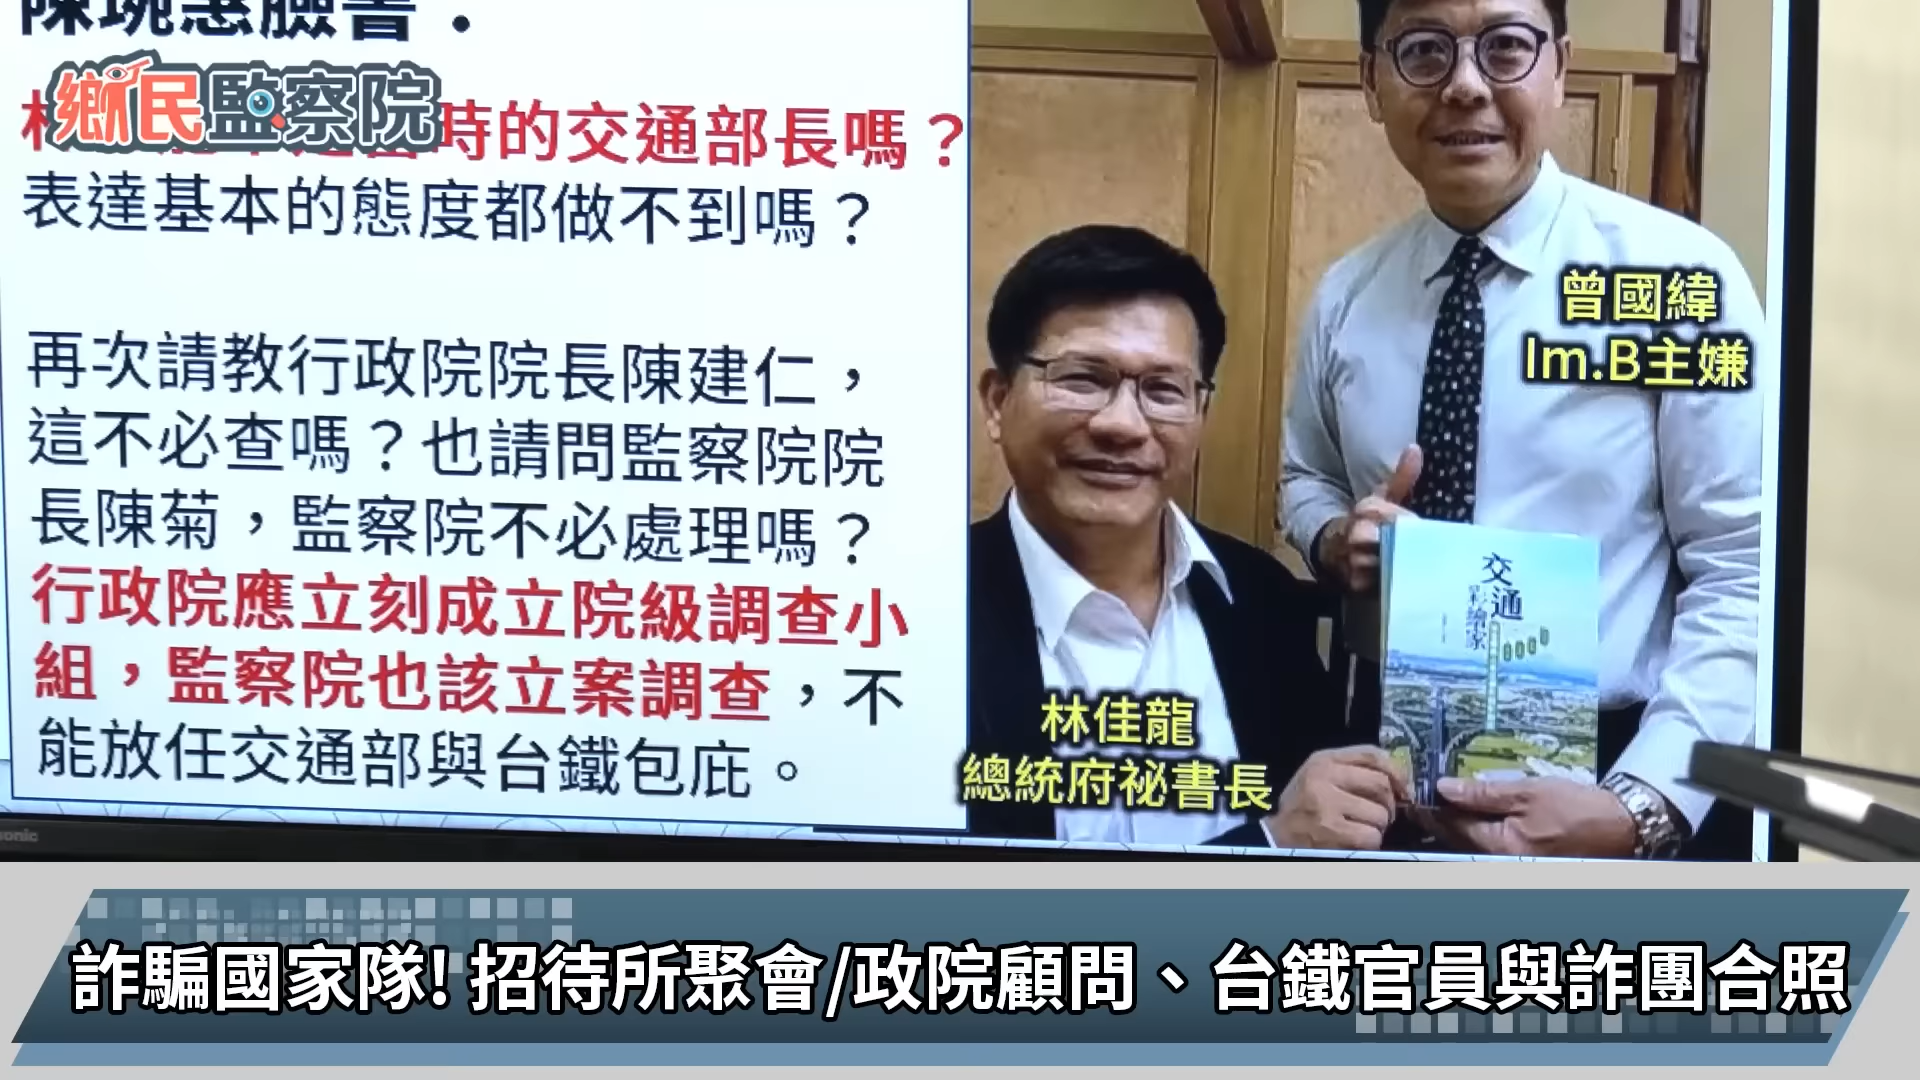 陳琬惠臉書：
鄉民監察院
時的交通部長嗎？
表達基本的態度都做不到嗎？
再次請教行政院院長陳建仁，
這不必查嗎？也請問監察院院
長陳菊，監察院不必處理嗎？
行政院應立刻成立院級調查小
組，監察院也該立案調查，不
能放任交通部與台鐵包庇。
曾國緯
Im.B主嫌
交通
彩繪家
林佳龍
總統府祕書長
sonic
詐騙國家隊! 招待所聚會/政院顧問、台鐵官員與詐團合照